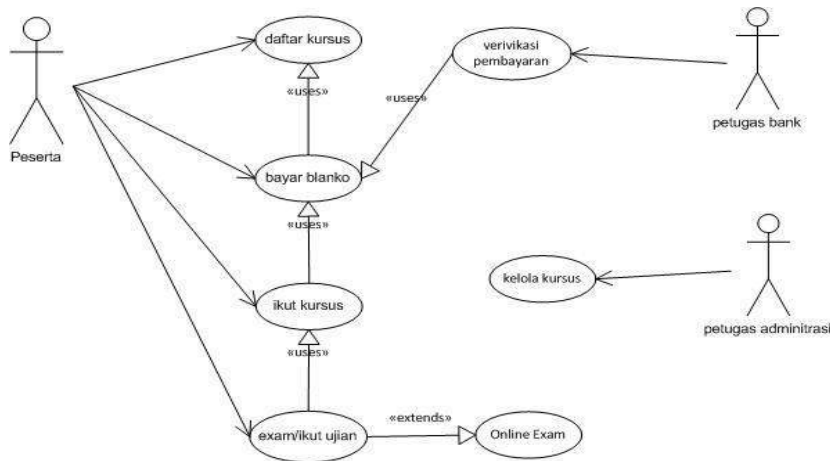 daftar kursus
verivikasi
pembayaran
«uses»
«uses»
petugas bank
Peserta
bayar blanko
«uses»
kelola kursus
ikut kursus
petugas adminitrasi
«uses»
«extends»
exam/ikut ujian
Online Exam